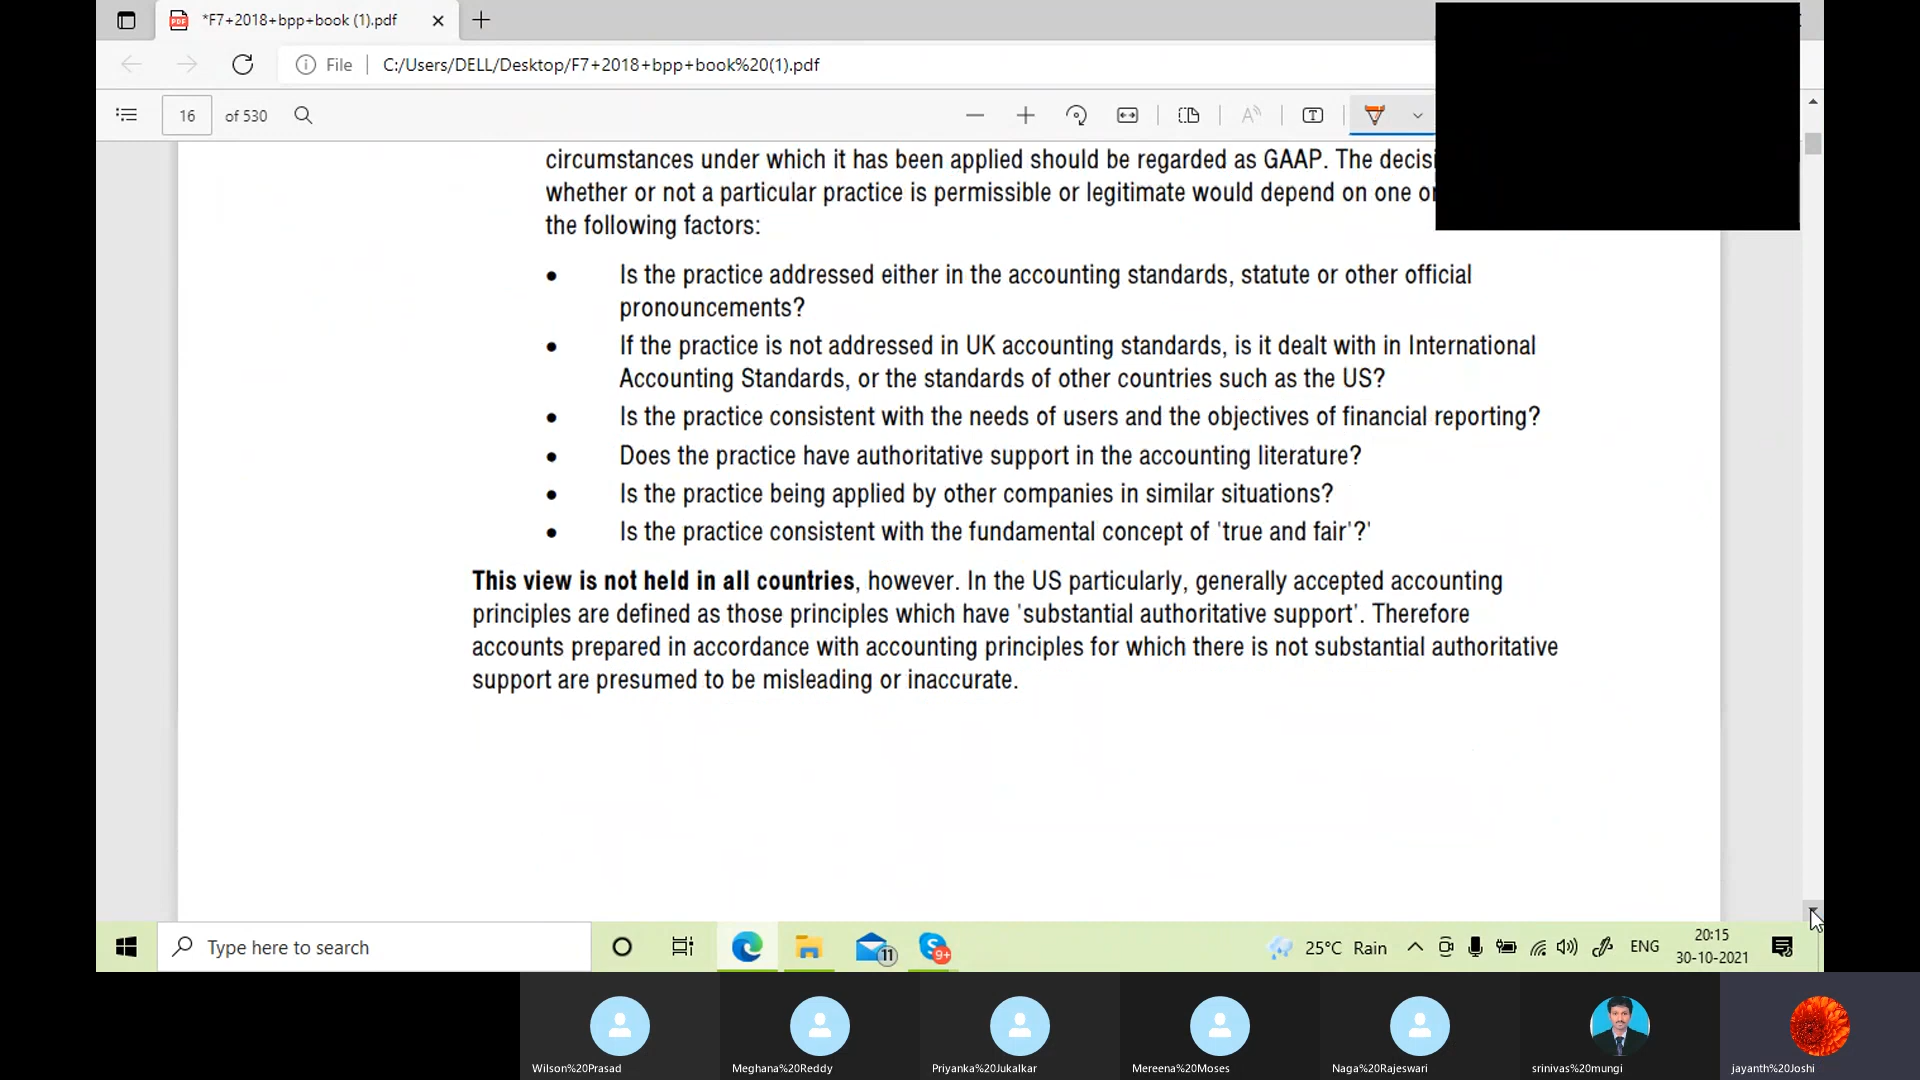 *F7+2018+bpp+book (1).pdf
File
C:/Users/DELL/Desktop/F7+2018+bpp+book%20(1).pdf
16 of 530
circumstances under which it has been applied should be regarded as GAAP. The
whether or not a particular practice is permissible or legitimate would depend on one
the following factors:
• Is the practice addressed either in the accounting standards, statute or other official
pronouncements?
• If the practice is not addressed in UK accounting standards, is it dealt with in International
Accounting Standards, or the standards of other countries such as the US?
• Is the practice consistent with the needs of users and the objectives of financial reporting?
• Does the practice have authoritative support in the accounting literature?
• Is the practice being applied by other companies in similar situations?
• Is the practice consistent with the fundamental concept of 'true and fair'?'
This view is not held in all countries, however. In the US particularly, generally accepted accounting
principles are defined as those principles which have 'substantial authoritative support'. Therefore
accounts prepared in accordance with accounting principles for which there is not substantial authoritative
support are presumed to be misleading or inaccurate.
Type here to search
11
9+
25°C Rain
ENG
20:15
30-10-2021
Wilson%20Prasad
Meghana%20Reddy
Priyanka%20Jukalkar
Mereena%20Moses
Naga%20Rajeswari
srinivas%20mungi
jayanth%20Joshi